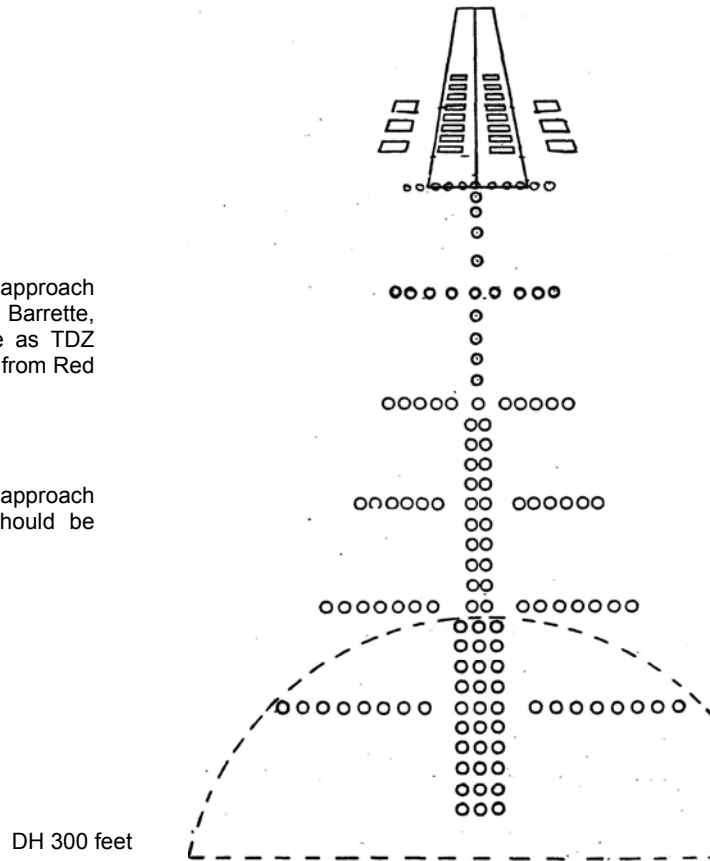 approach
Barrette,
e as TDZ
from Red
approach
hould be
DH 300 feet